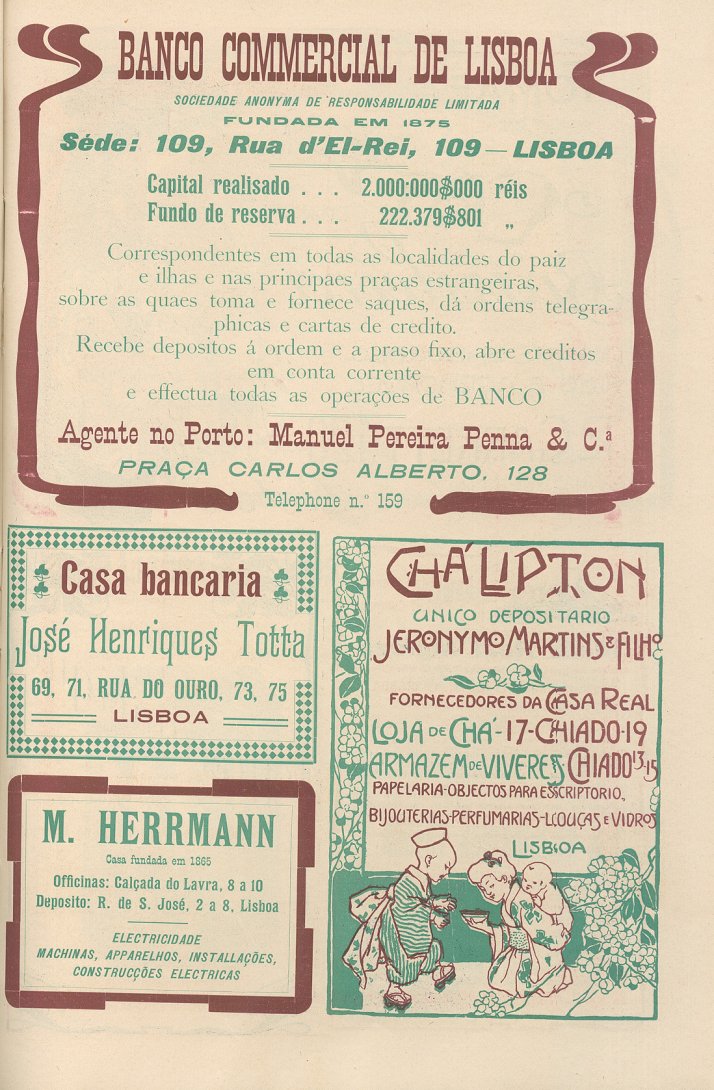 BANCO COMMERCIAL DE LISBOA
SOCIEDADE ANONYMA DE RESPONSABILIDADE LIMITADA
FUNDADA EM 1875
Séde: 109, Rua d'El-Rei, 109—LISBOA
Capital realisado . . . 2.000:000$000 réis
Fundo de reserva . . . 222.379$801 „
Correspondentes em todas as localidades do paiz
e ilhas e nas principaes praças estrangeiras,
sobre as quaes toma e fornece saques, dá ordens telegra-
phicas e cartas de credito.
Recebe depositos á ordem e a praso fixo, abre creditos
em conta corrente
e effectua todas as operações de BANCO
Agente no Porto: Manuel Pereira Penna & C.ª
PRAÇA CARLOS ALBERTO, 128
Telephone n.º 159
Casa bancaria
José Henriques Totta
69, 71, RUA DO OURO, 73, 75
LISBOA
M. HERRMANN
Casa fundada em 1865
Officinas: Calçada do Lavra, 8 a 10
Deposito: R. de S. José, 2 a 8, Lisboa
ELECTRICIDADE
MACHINAS, APPARELHOS, INSTALLAÇÕES,
CONSTRUCÇÕES ELECTRICAS
CHÁ LIPTON
UNICO DEPOSITARIO
JERONYMO MARTINS & FILHO
FORNECEDORES DA CASA REAL
LOJA DE CHÁ-17-CHIADO-19
ARMAZEM DE VIVERES CHIADO 13, 15
PAPELARIA-OBJECTOS PARA ESCRIPTORIO,
BIJOUTERIAS-PERFUMARIAS-LOUÇAS E VIDROS
LISBOA